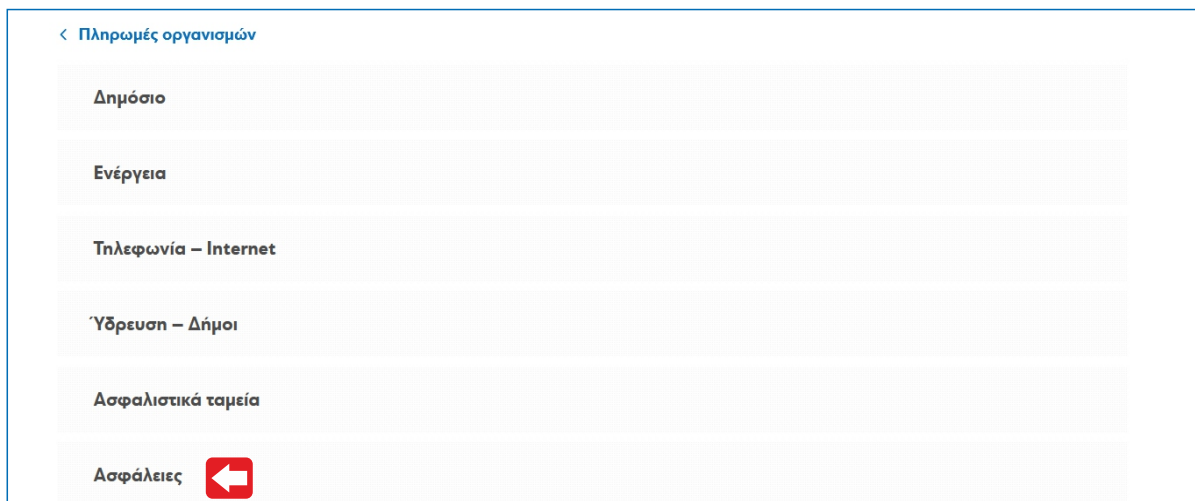 Πληρωμές οργανισμών
Δημόσιο
Ενέργεια
Τηλεφωνία – Internet
Ύδρευση – Δήμοι
Ασφαλιστικά ταμεία
Ασφάλειες